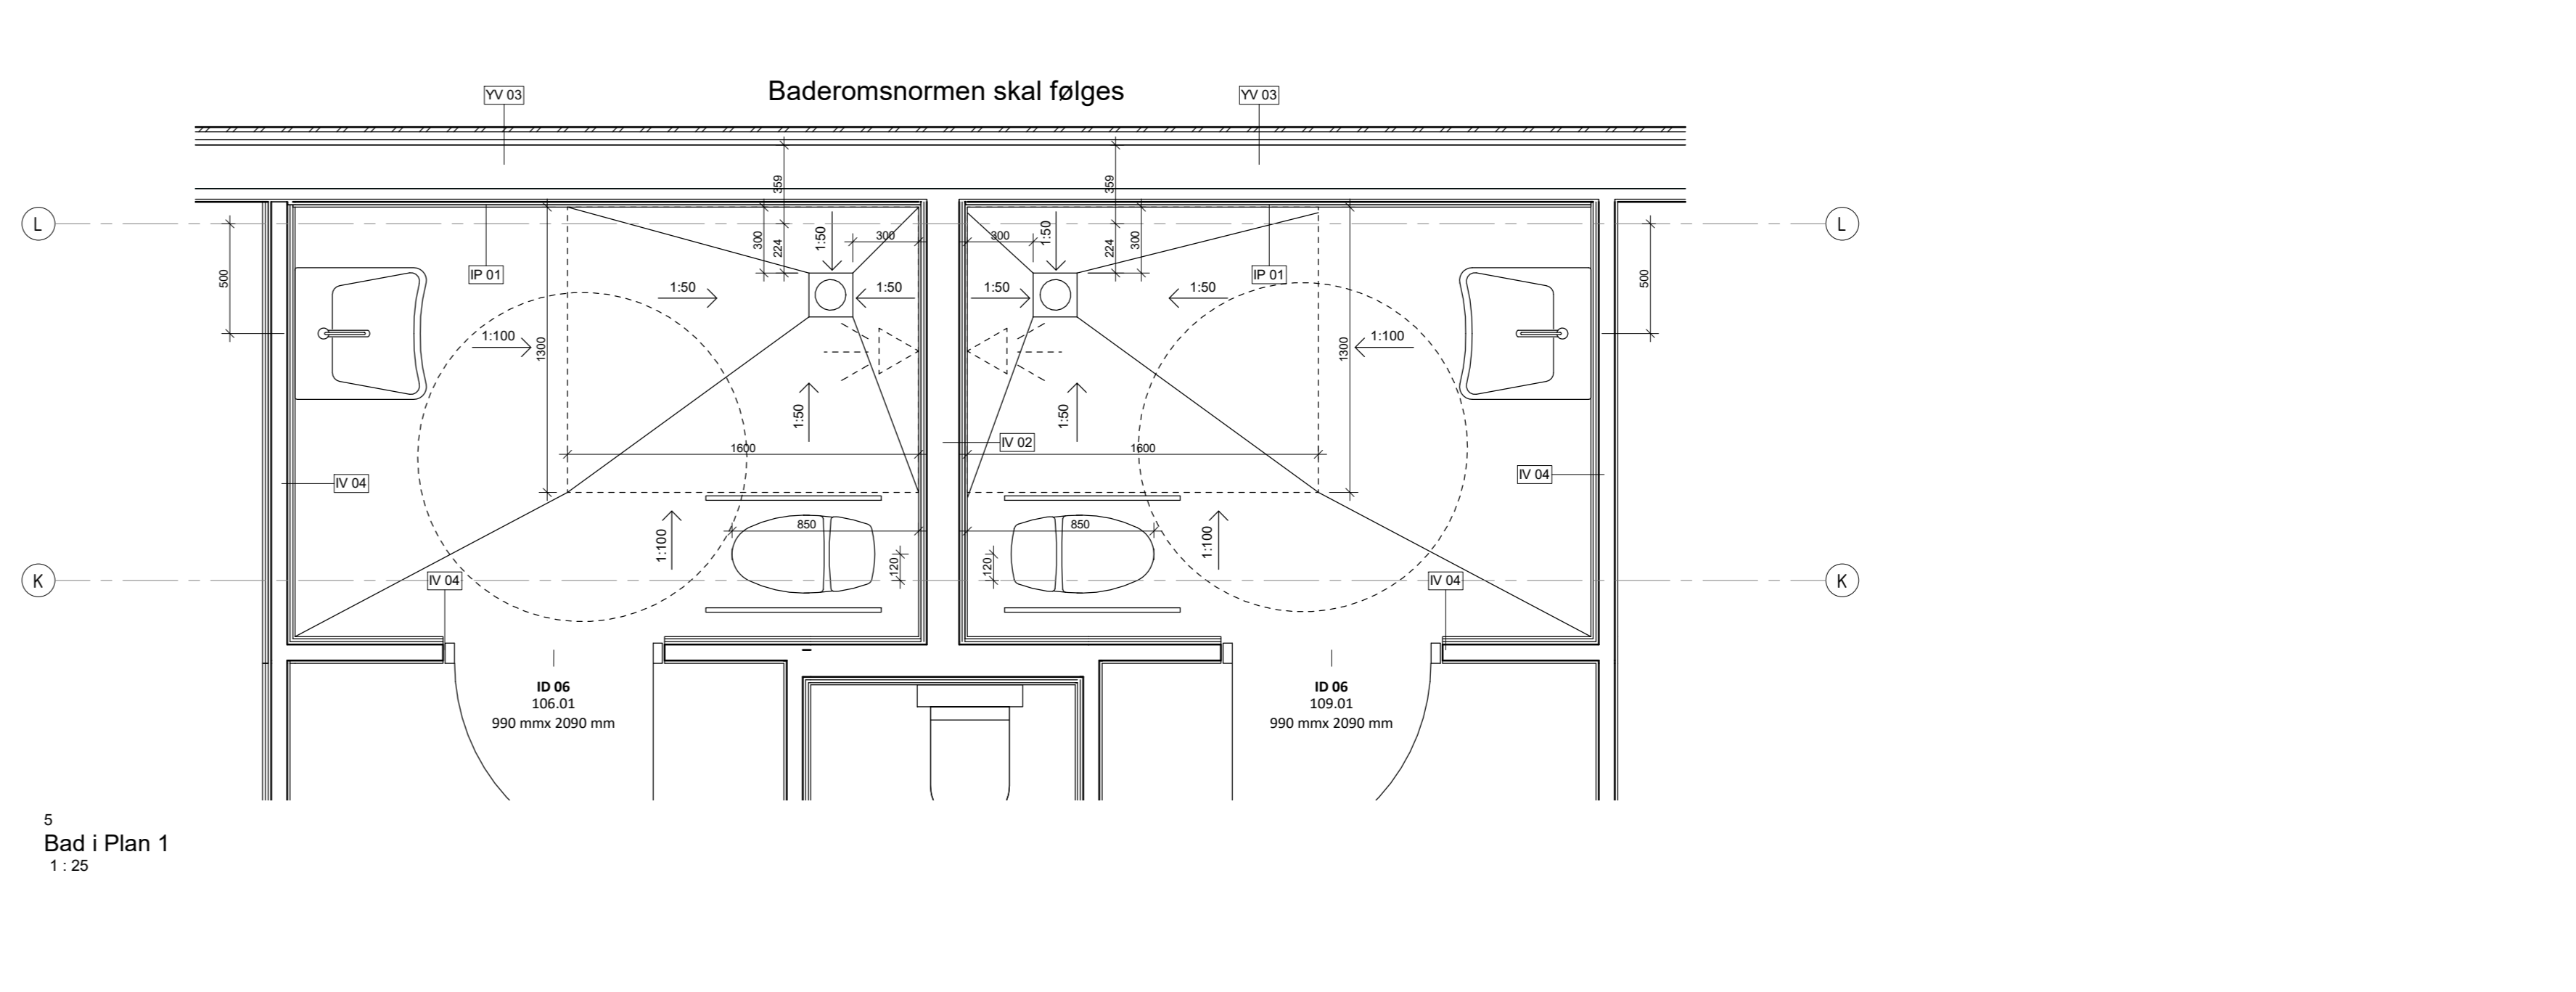 Baderomsnormen skal følges
YV 03
YV 03
359
359
L
L
300
224
1:50
300
300
1:50
224
300
500
IP 01
IP 01
500
1:50
1:50
1:50
1:50
1:100
1300
1300
1:100
1:50
1:50
1600
IV 02
1600
IV 04
IV 04
850
850
1:100
1:100
120
120
K
IV 04
IV 04
K
ID 06
106.01
990 mmx 2090 mm
ID 06
109.01
990 mmx 2090 mm
5
Bad i Plan 1
1 : 25